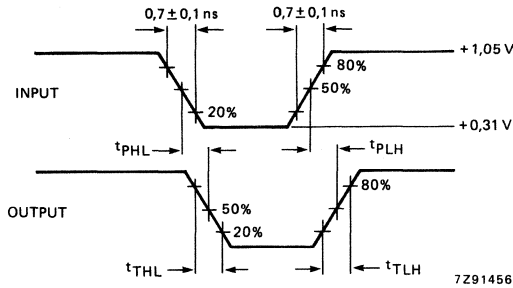 0,7 ± 0,1 ns 0,7 ± 0,1 ns
+1,05 V
80%
INPUT
50%
20%
+0,31 V
tPHL
tPLH
80%
OUTPUT
50%
20%
tTHL
tTLH
7Z91456